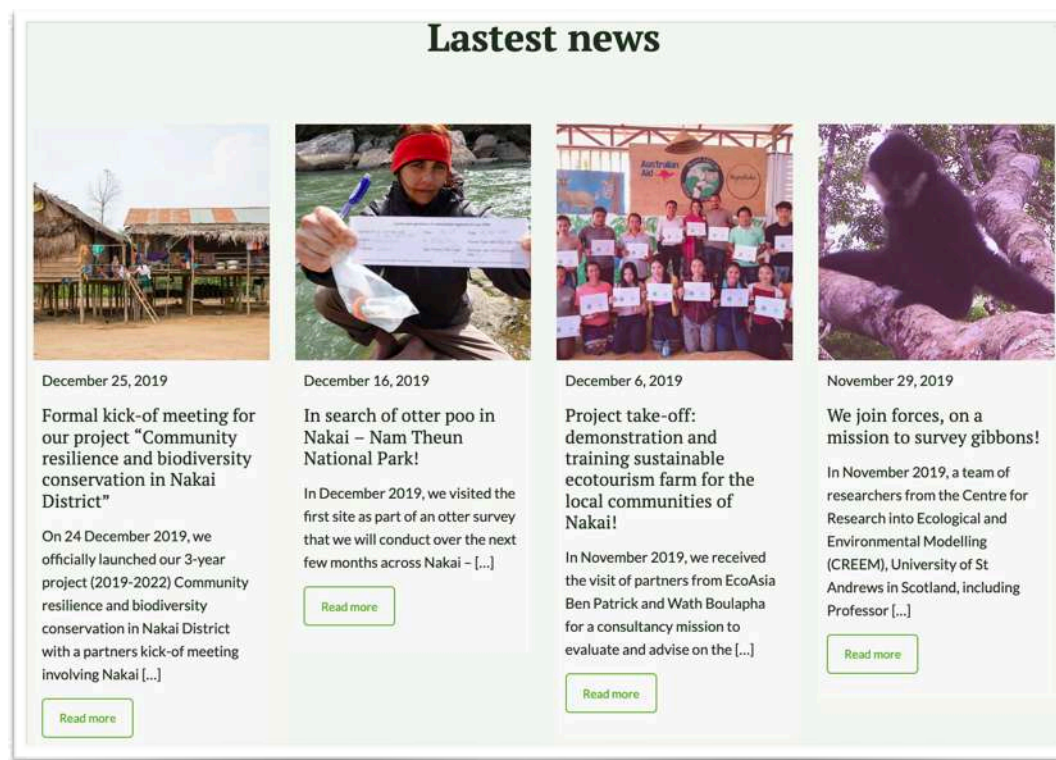 Lastest news
Australian
Aid
December 25, 2019
Formal kick-of meeting for
our project “Community
resilience and biodiversity
conservation in Nakai
District”
On 24 December 2019, we
officially launched our 3-year
project (2019-2022) Community
resilience and biodiversity
conservation in Nakai District
with a partners kick-of meeting
involving Nakai [...]
Read more
December 16, 2019
In search of otter poo in
Nakai – Nam Theun
National Park!
In December 2019, we visited the
first site as part of an otter survey
that we will conduct over the next
few months across Nakai – [...]
Read more
December 6, 2019
Project take-off:
demonstration and
training sustainable
ecotourism farm for the
local communities of
Nakai!
In November 2019, we received
the visit of partners from EcoAsia
Ben Patrick and Wath Boulapha
for a consultancy mission to
evaluate and advise on the [...]
Read more
November 29, 2019
We join forces, on a
mission to survey gibbons!
In November 2019, a team of
researchers from the Centre for
Research into Ecological and
Environmental Modelling
(CREEM), University of St
Andrews in Scotland, including
Professor [...]
Read more